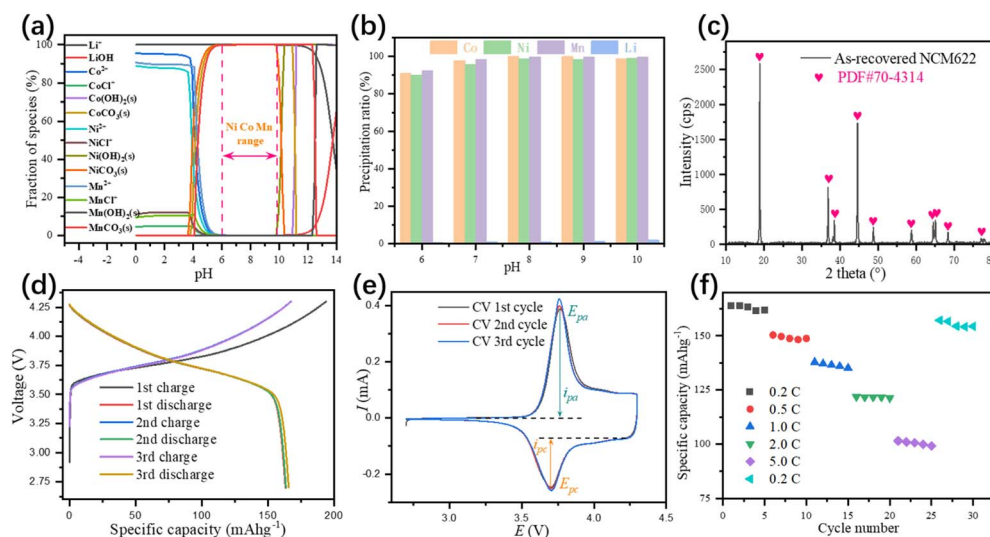 (a)
Fraction of species (%)
100
80
60
40
20
0
Li⁺
LiOH
Co²⁺
CoCl⁺
Co(OH)₂(s)
CoCO₃(s)
Ni²⁺
NiCl⁺
Ni(OH)₂(s)
NiCO₃(s)
Mn²⁺
MnCl⁺
Mn(OH)₂(s)
MnCO₃(s)
Ni Co Mn
range
-4 -2 0 2 4 6 8 10 12 14
pH
(b)
Precipitation ratio (%)
100
80
60
40
20
0
Co Ni Mn Li
6 7 8 9 10
pH
(c)
Intensity (cps)
2500
2000
1500
1000
500
0
As-recovered NCM622
PDF#70-4314
10 20 30 40 50 60 70 80
2 theta (°)
(d)
Voltage (V)
4.25
4.00
3.75
3.50
3.25
3.00
2.75
1st charge
1st discharge
2nd charge
2nd discharge
3rd charge
3rd discharge
0 50 100 150 200
Specific capacity (mAhg⁻¹)
(e)
I (mA)
0.4
0.2
0.0
-0.2
CV 1st cycle
CV 2nd cycle
CV 3rd cycle
Epa
ipa
ipc
Epc
3.0 3.5 4.0 4.5
E (V)
(f)
Specific capacity (mAhg⁻¹)
150
125
100
75
0.2 C
0.5 C
1.0 C
2.0 C
5.0 C
0.2 C
0 5 10 15 20 25 30
Cycle number